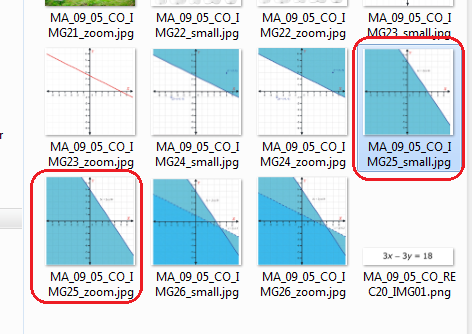 MA_09_05_CO_I MA_09_05_CO_I MA_09_05_CO_I MA_09_05_CO_I
MG21_zoom.jpg MG22_small.jpg MG22_zoom.jpg MG23_small.jpg
MA_09_05_CO_I MA_09_05_CO_I MA_09_05_CO_I MA_09_05_CO_I
MG23_zoom.jpg MG24_small.jpg MG24_zoom.jpg MG25_small.jpg
3x − 3y = 18
MA_09_05_CO_I MA_09_05_CO_I MA_09_05_CO_I MA_09_05_CO_RE
MG25_zoom.jpg MG26_small.jpg MG26_zoom.jpg C20_IMG01.png